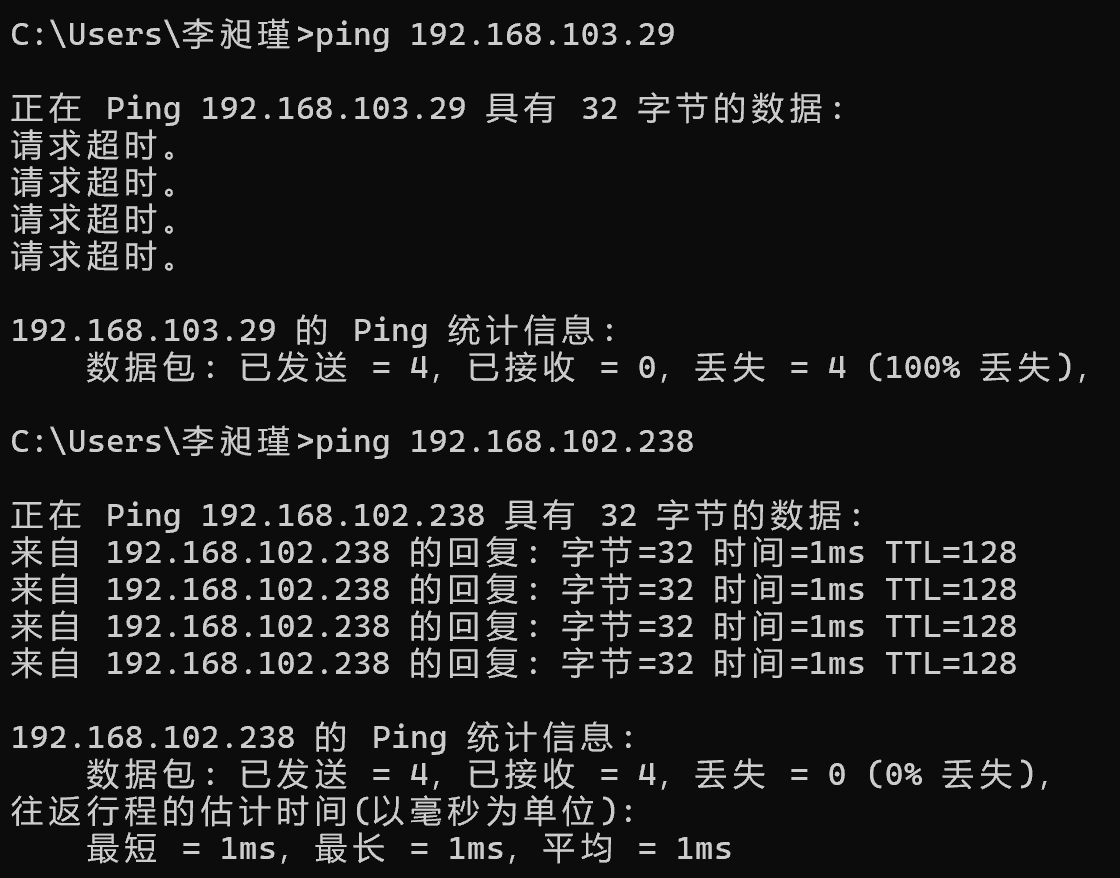 C:\Users\李昶瑾>ping 192.168.103.29
正在 Ping 192.168.103.29 具有 32 字节的数据:
请求超时。
请求超时。
请求超时。
请求超时。
192.168.103.29 的 Ping 统计信息:
    数据包: 已发送 = 4, 已接收 = 0, 丢失 = 4 (100% 丢失),
C:\Users\李昶瑾>ping 192.168.102.238
正在 Ping 192.168.102.238 具有 32 字节的数据:
来自 192.168.102.238 的回复: 字节=32 时间=1ms TTL=128
来自 192.168.102.238 的回复: 字节=32 时间=1ms TTL=128
来自 192.168.102.238 的回复: 字节=32 时间=1ms TTL=128
来自 192.168.102.238 的回复: 字节=32 时间=1ms TTL=128
192.168.102.238 的 Ping 统计信息:
    数据包: 已发送 = 4, 已接收 = 4, 丢失 = 0 (0% 丢失),
往返行程的估计时间(以毫秒为单位):
    最短 = 1ms, 最长 = 1ms, 平均 = 1ms